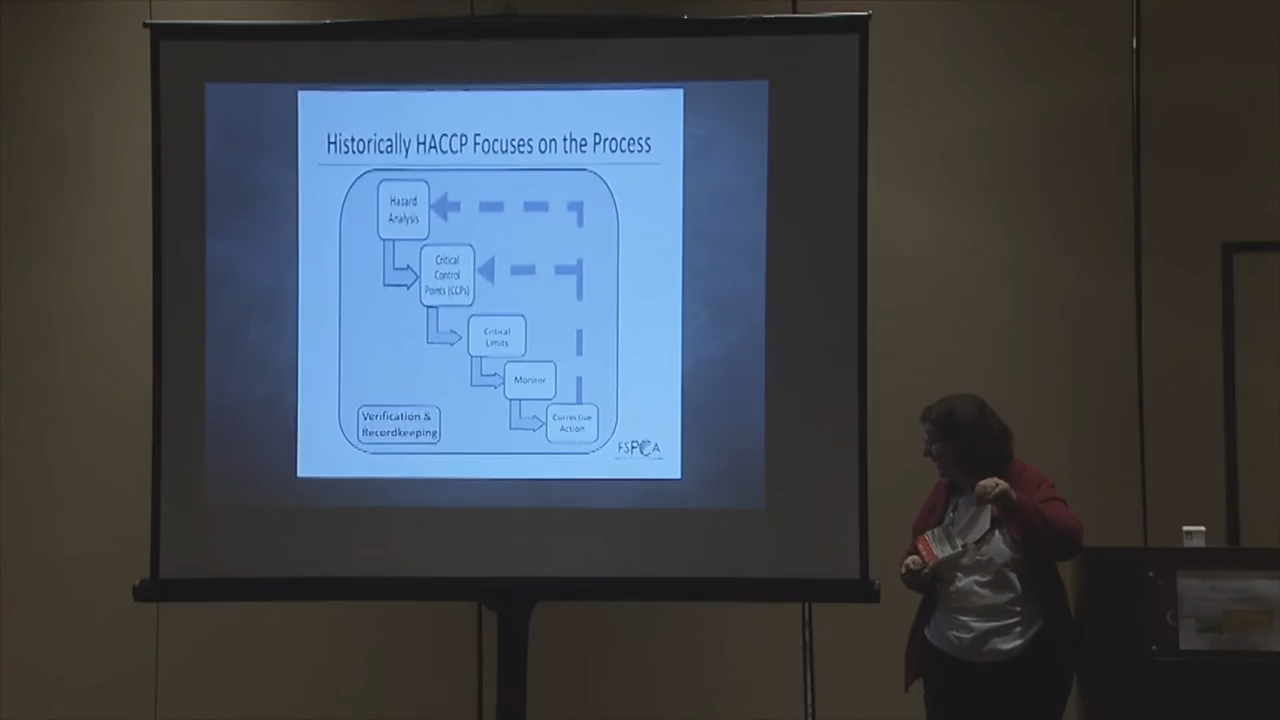 Historically HACCP Focuses on the Process
Hazard
Analysis
Critical
Control
Points (CCPs)
Critical
Limits
Monitor
Corrective
Action
Verification &
Recordkeeping
FSPCA